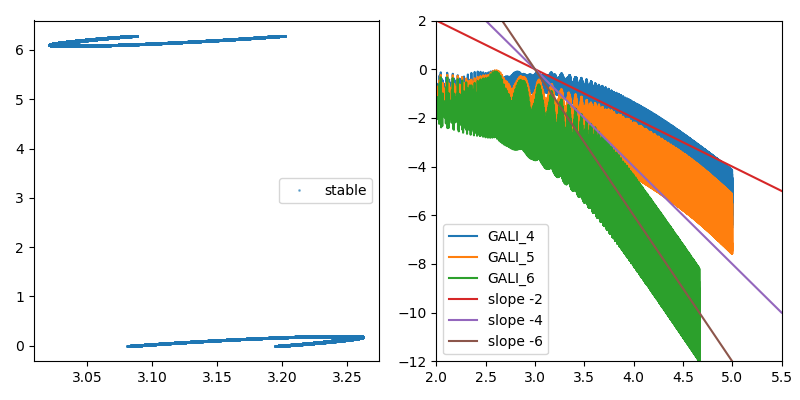 6
5
4
3
2
1
0
3.05 3.10 3.15 3.20 3.25
stable
2
0
−2
−4
−6
−8
−10
−12
2.0 2.5 3.0 3.5 4.0 4.5 5.0 5.5
GALI_4
GALI_5
GALI_6
slope -2
slope -4
slope -6